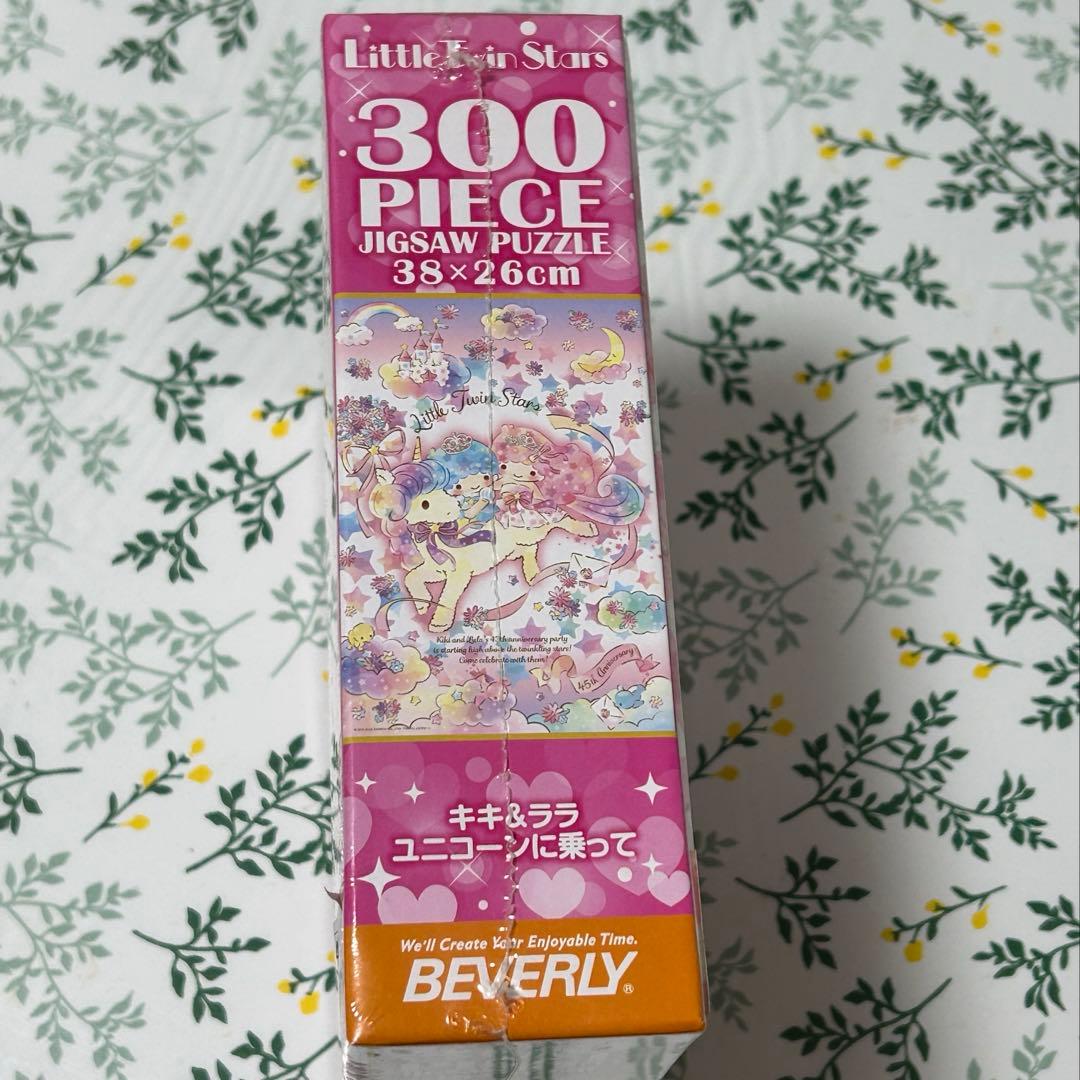 Little Twin Stars
300
PIECE
JIGSAW PUZZLE
38×26cm
Little Twin Stars
Kiki and Lala's 45th anniversary party
is starting high above the twinkling stars!
Come celebrate with them!
45th Anniversary
キキ&ララ
ユニコーンに乗って
We'll Create Your Enjoyable Time.
BEVERLY®